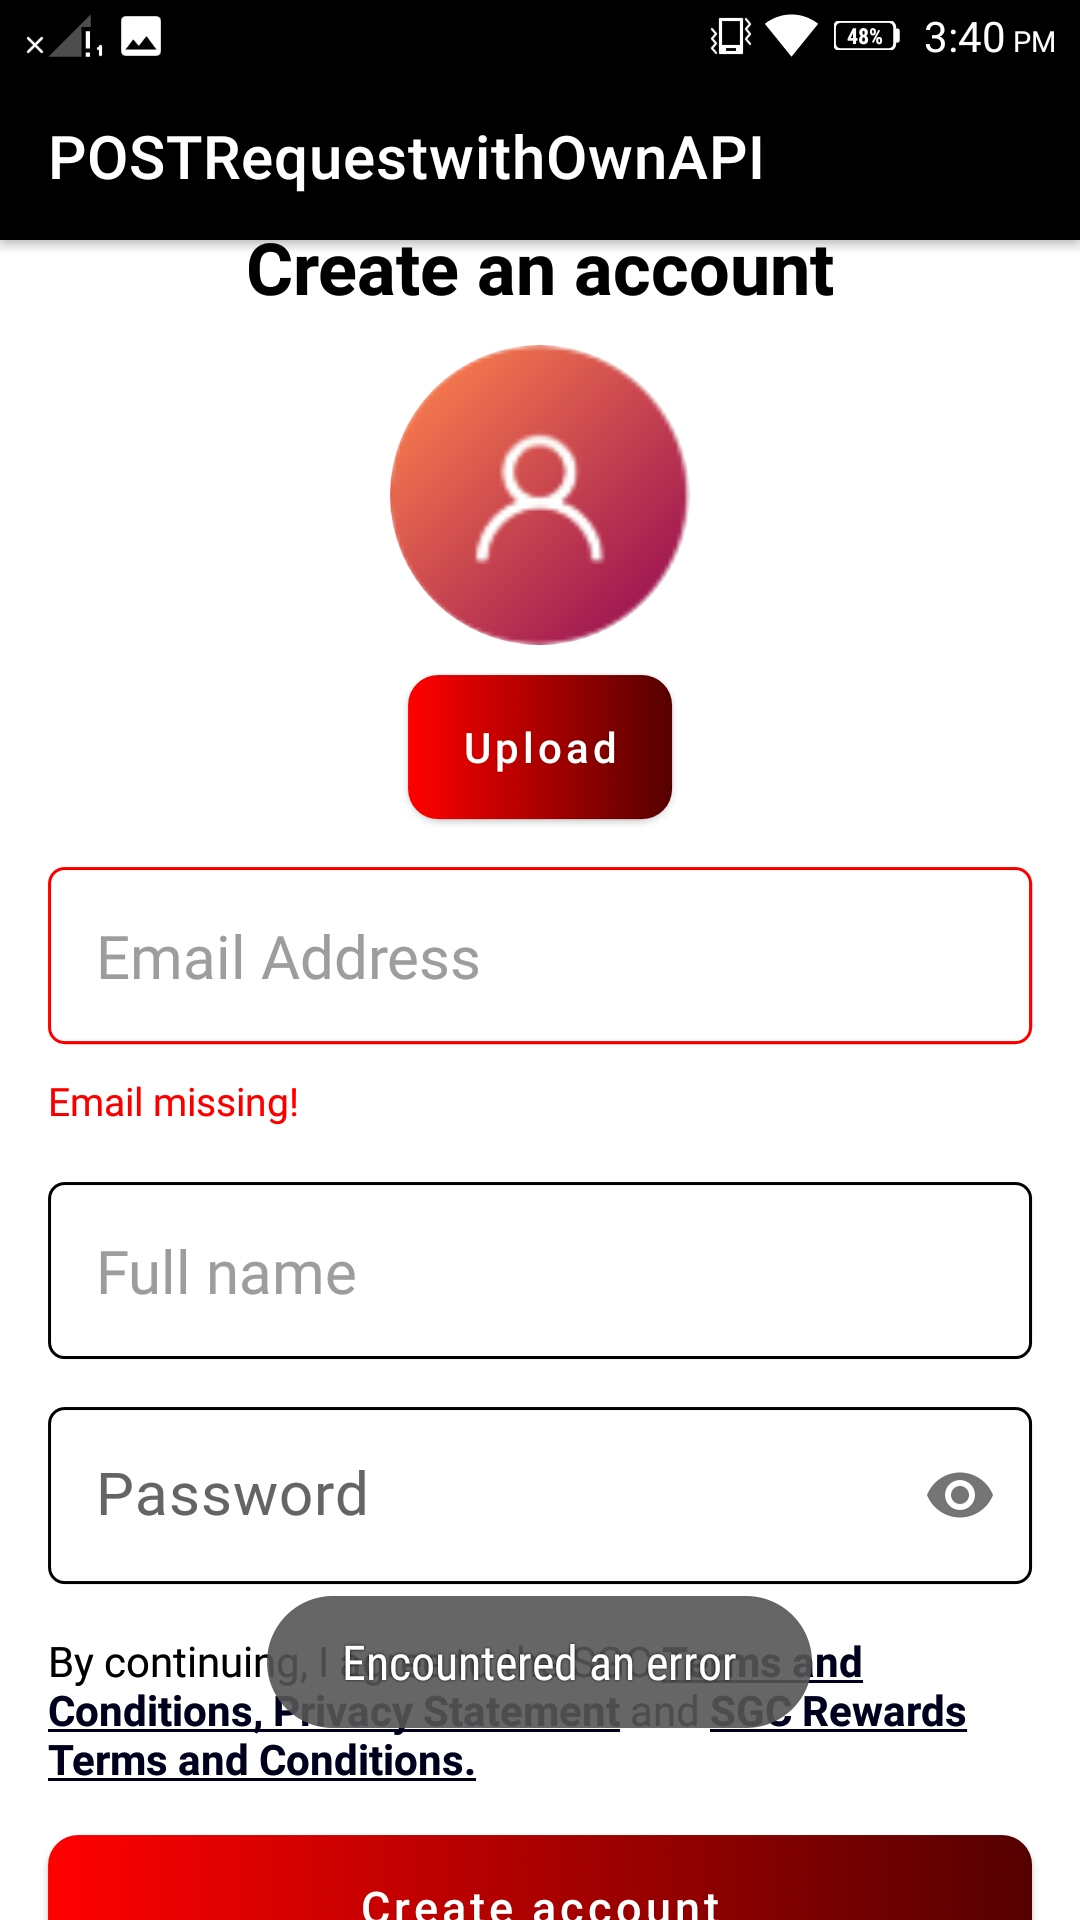 48% 3:40 PM
POSTRequestwithOwnAPI
Create an account
Upload
Email Address
Email missing!
Full name
Password
By continuing, I Terms and
Encountered an error
Conditions, Privacy Statement and SGC Rewards
Terms and Conditions.
Create account